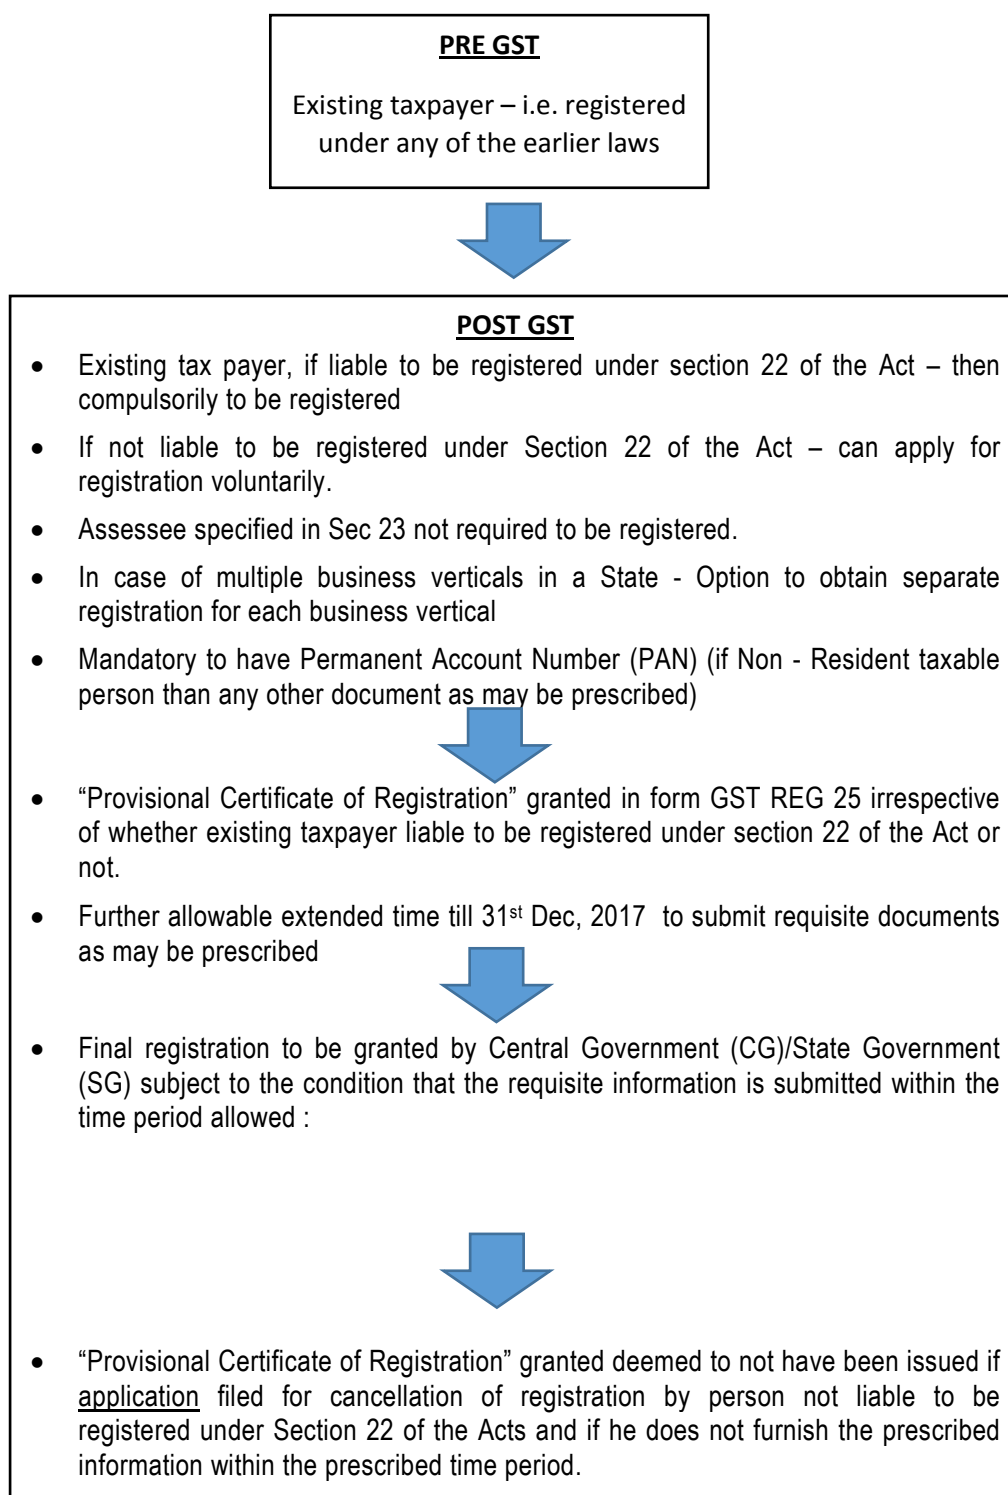 PRE GST
Existing taxpayer – i.e. registered
under any of the earlier laws
POST GST
• Existing tax payer, if liable to be registered under section 22 of the Act – then
compulsorily to be registered
• If not liable to be registered under Section 22 of the Act – can apply for
registration voluntarily.
• Assessee specified in Sec 23 not required to be registered.
• In case of multiple business verticals in a State - Option to obtain separate
registration for each business vertical
• Mandatory to have Permanent Account Number (PAN) (if Non - Resident taxable
person than any other document as may be prescribed)
• “Provisional Certificate of Registration” granted in form GST REG 25 irrespective
of whether existing taxpayer liable to be registered under section 22 of the Act or
not.
• Further allowable extended time till 31st Dec, 2017 to submit requisite documents
as may be prescribed
• Final registration to be granted by Central Government (CG)/State Government
(SG) subject to the condition that the requisite information is submitted within the
time period allowed :
• “Provisional Certificate of Registration” granted deemed to not have been issued if
application filed for cancellation of registration by person not liable to be
registered under Section 22 of the Acts and if he does not furnish the prescribed
information within the prescribed time period.